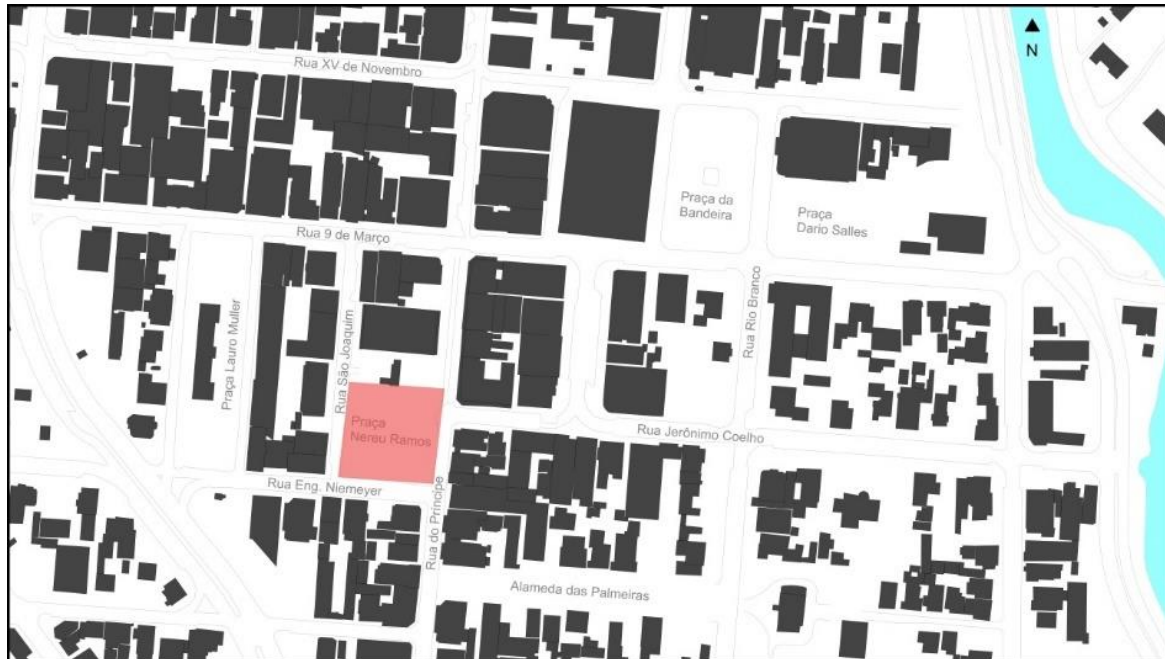 N
Rua XV de Novembro
Praça da
Bandeira
Praça
Dario Salles
Rua 9 de Março
Praça Lauro Muller
Rua São Joaquim
Rua Rio Branco
Praça
Nereu Ramos
Rua Jerônimo Coelho
Rua Eng. Niemeyer
Rua do Príncipe
Alameda das Palmeiras